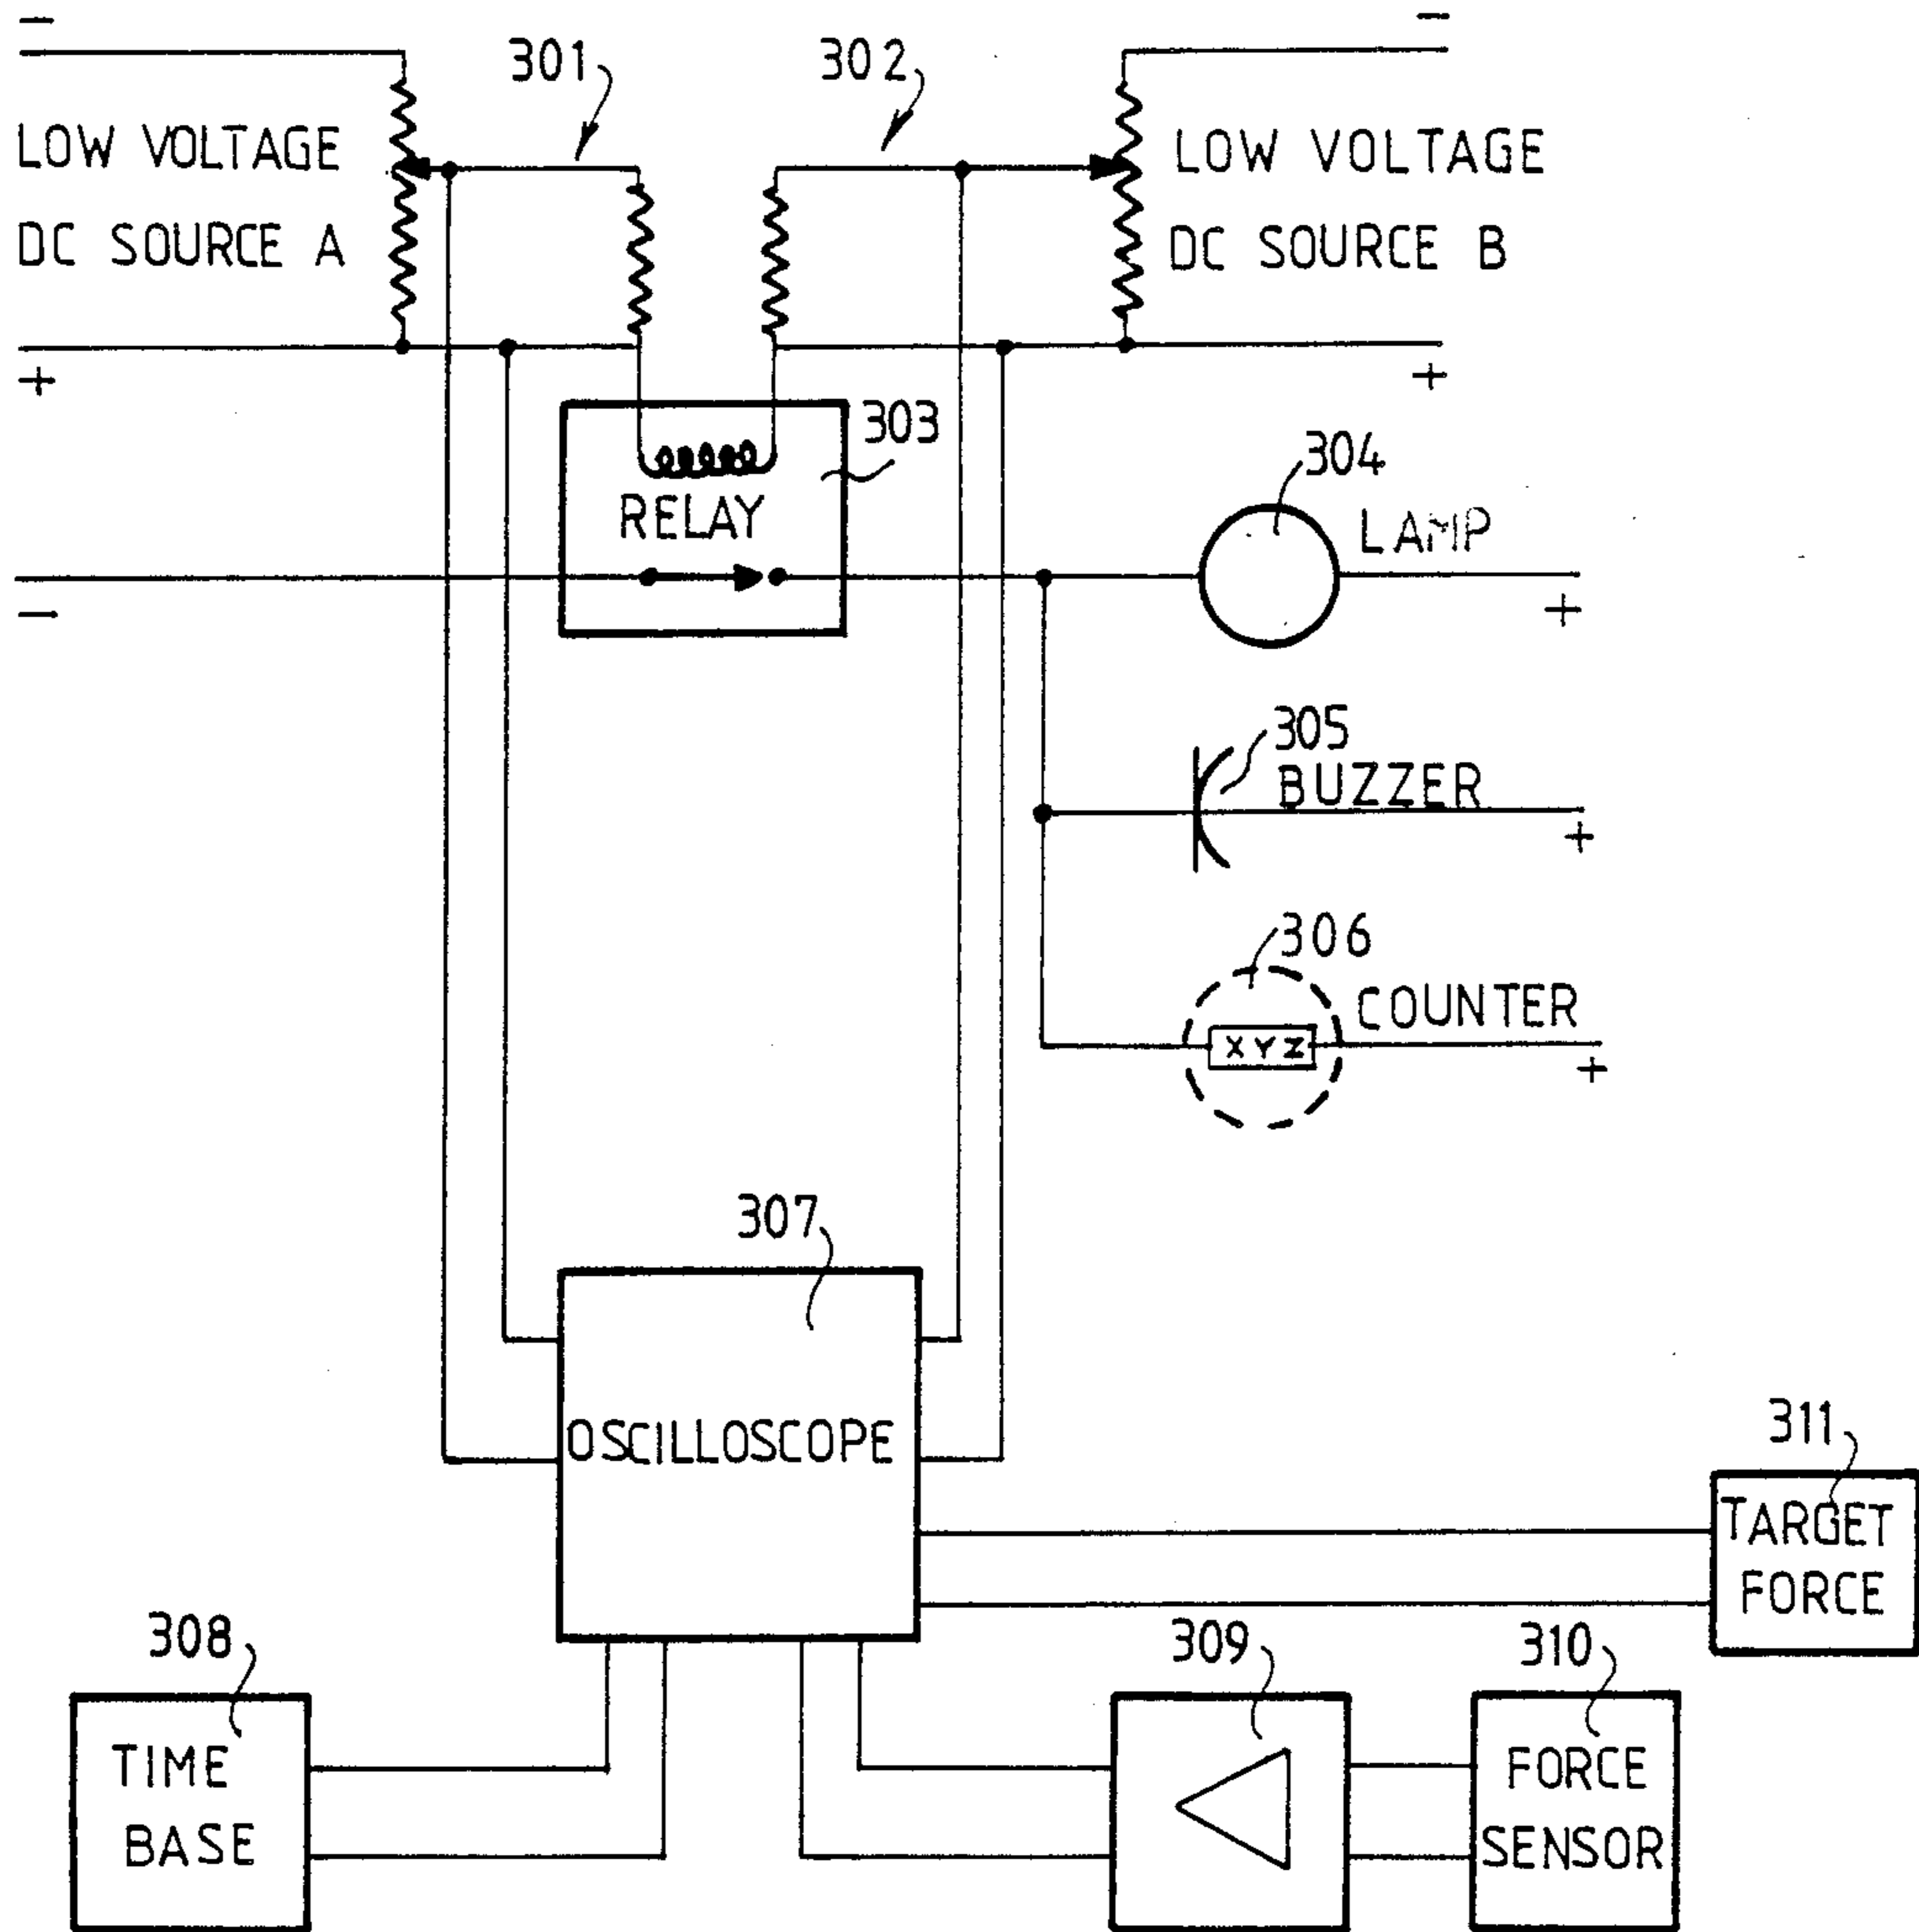 −
−
301
302
LOW VOLTAGE
DC SOURCE A
LOW VOLTAGE
DC SOURCE B
+
+
303
RELAY
304
LAMP
−
+
305
BUZZER
+
306
COUNTER
XYZ
+
307
OSCILLOSCOPE
311
TARGET
FORCE
308
TIME
BASE
309
310
FORCE
SENSOR